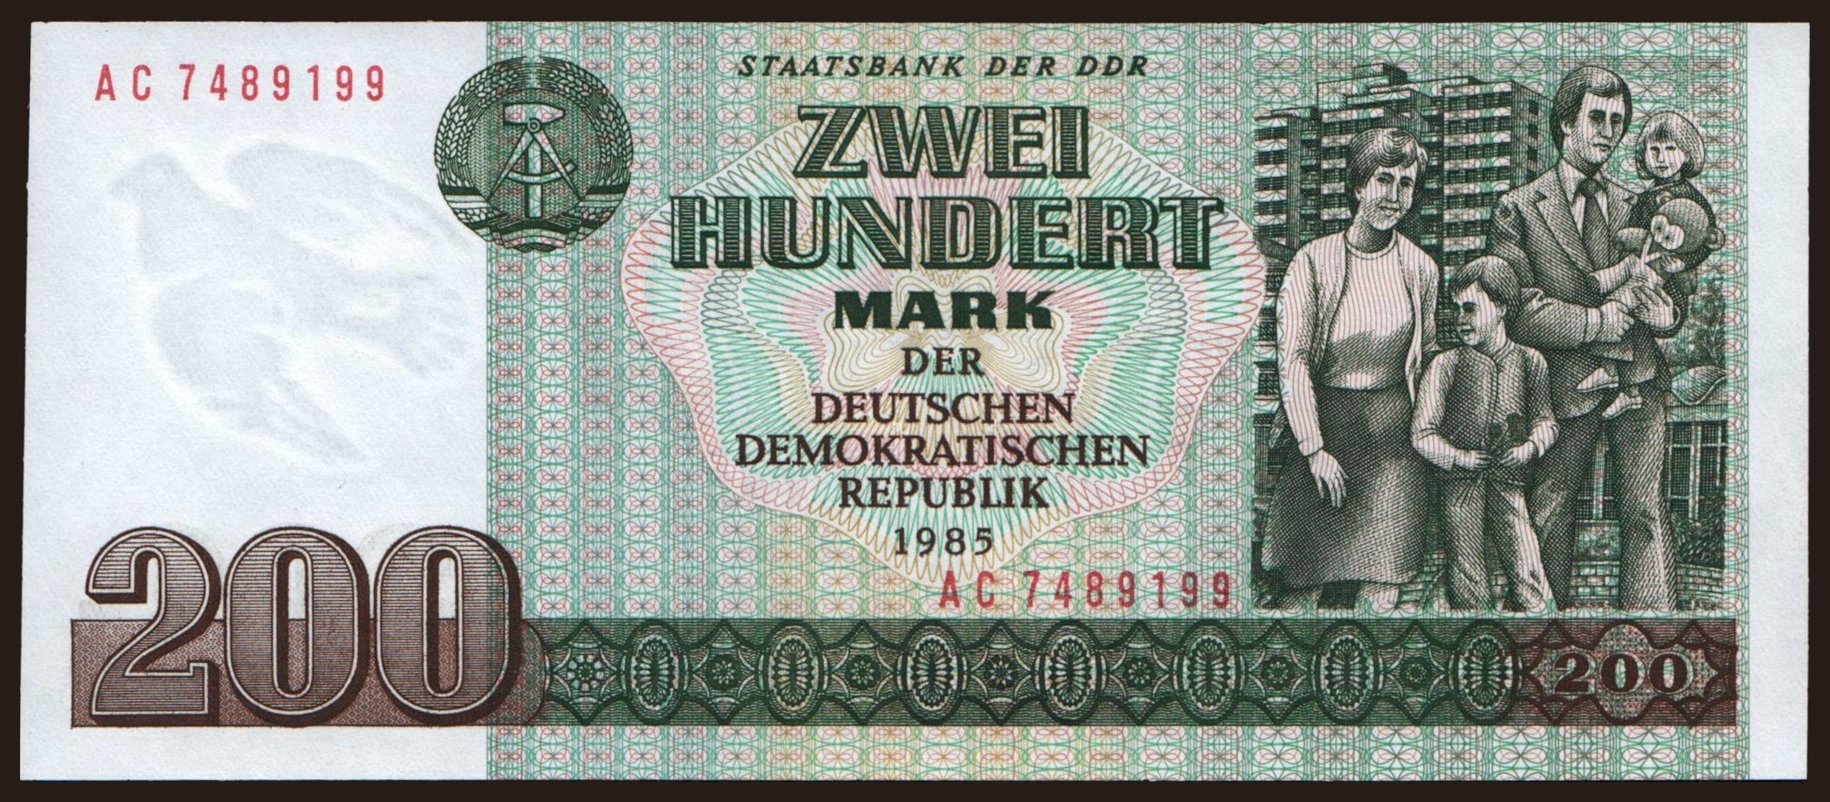 AC 7489199
STAATSBANK DER DDR
ZWEI
HUNDERT
MARK
DER
DEUTSCHEN
DEMOKRATISCHEN
REPUBLIK
1985
AC 7489199
200
200